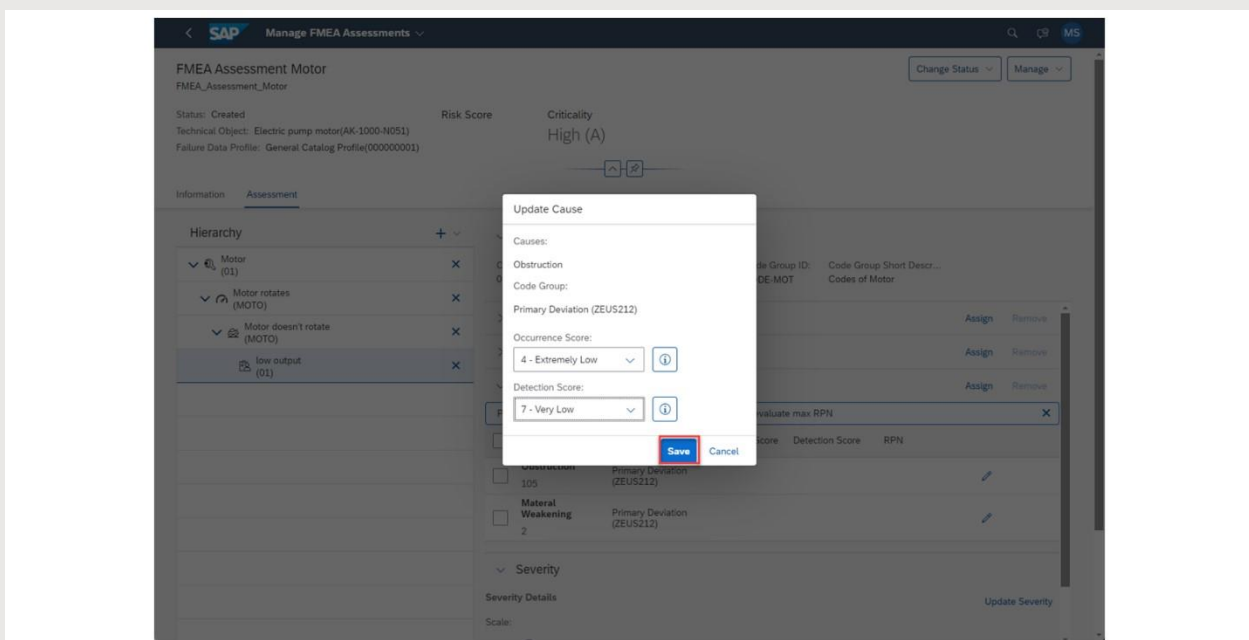 SAP Manage FMEA Assessments MS
FMEA Assessment Motor Change Status Manage
FMEA_Assessment_Motor
Status: Created Risk Score Criticality
Technical Object: Electric pump motor(AK-1000-N051) High (A)
Failure Data Profile: General Catalog Profile(000000001)
Information Assessment
Hierarchy
Motor
(01)
Motor rotates
(MOTO)
Motor doesn't rotate
(MOTO)
low output
(01)
Update Cause
Causes:
Obstruction
Code Group:
Primary Deviation (ZEUS212)
Occurrence Score:
4 - Extremely Low
Detection Score:
7 - Very Low
Save Cancel
Group ID: Code Group Short Descr...
DE-MOT Codes of Motor
Assign Remove
Assign Remove
Assign Remove
evaluate max RPN
Score Detection Score RPN
Obstruction Primary Deviation
105 (ZEUS212)
Materal
Weakening Primary Deviation
2 (ZEUS212)
Severity
Severity Details Update Severity
Scale: